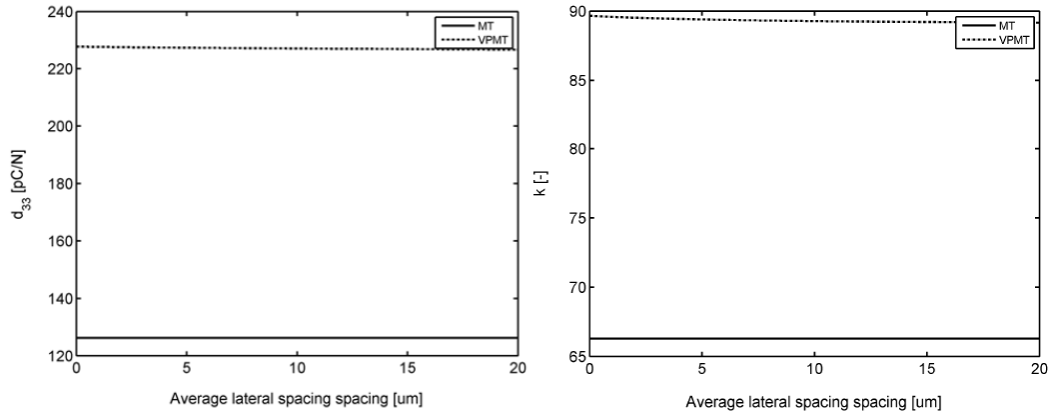 240
220
200
180
160
140
120
d33 [pC/N]
MT
VPMT
0 5 10 15 20
Average lateral spacing spacing [um]
90
85
80
75
70
65
k [-]
MT
VPMT
0 5 10 15 20
Average lateral spacing spacing [um]